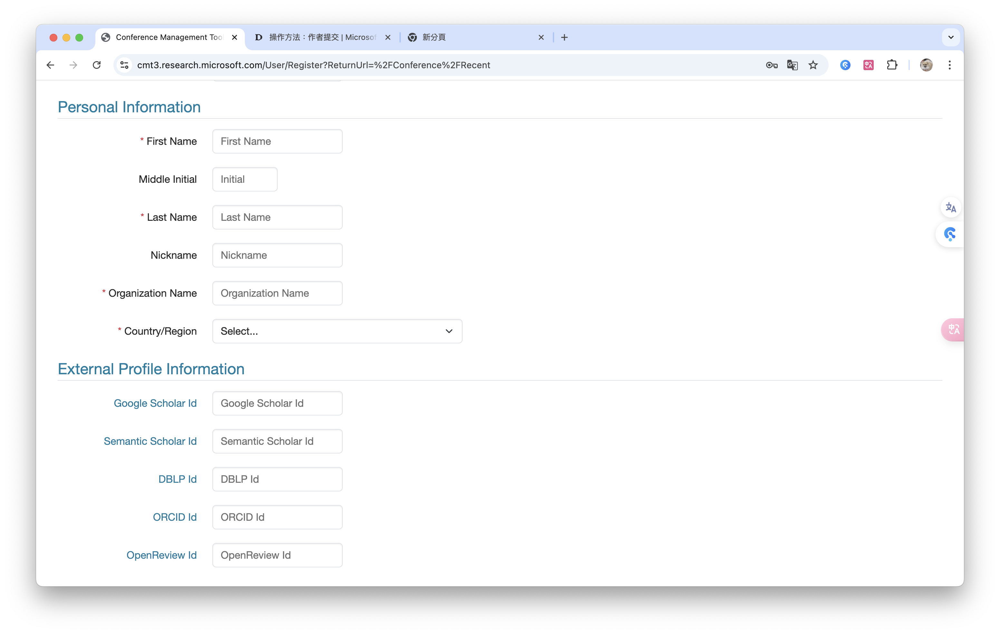 Conference Management Too
操作方法：作者提交 | Microsof
新分頁
cmt3.research.microsoft.com/User/Register?ReturnUrl=%2FConference%2FRecent
Personal Information
* First Name
First Name
Middle Initial
Initial
* Last Name
Last Name
Nickname
Nickname
* Organization Name
Organization Name
* Country/Region
Select...
External Profile Information
Google Scholar Id
Google Scholar Id
Semantic Scholar Id
Semantic Scholar Id
DBLP Id
DBLP Id
ORCID Id
ORCID Id
OpenReview Id
OpenReview Id